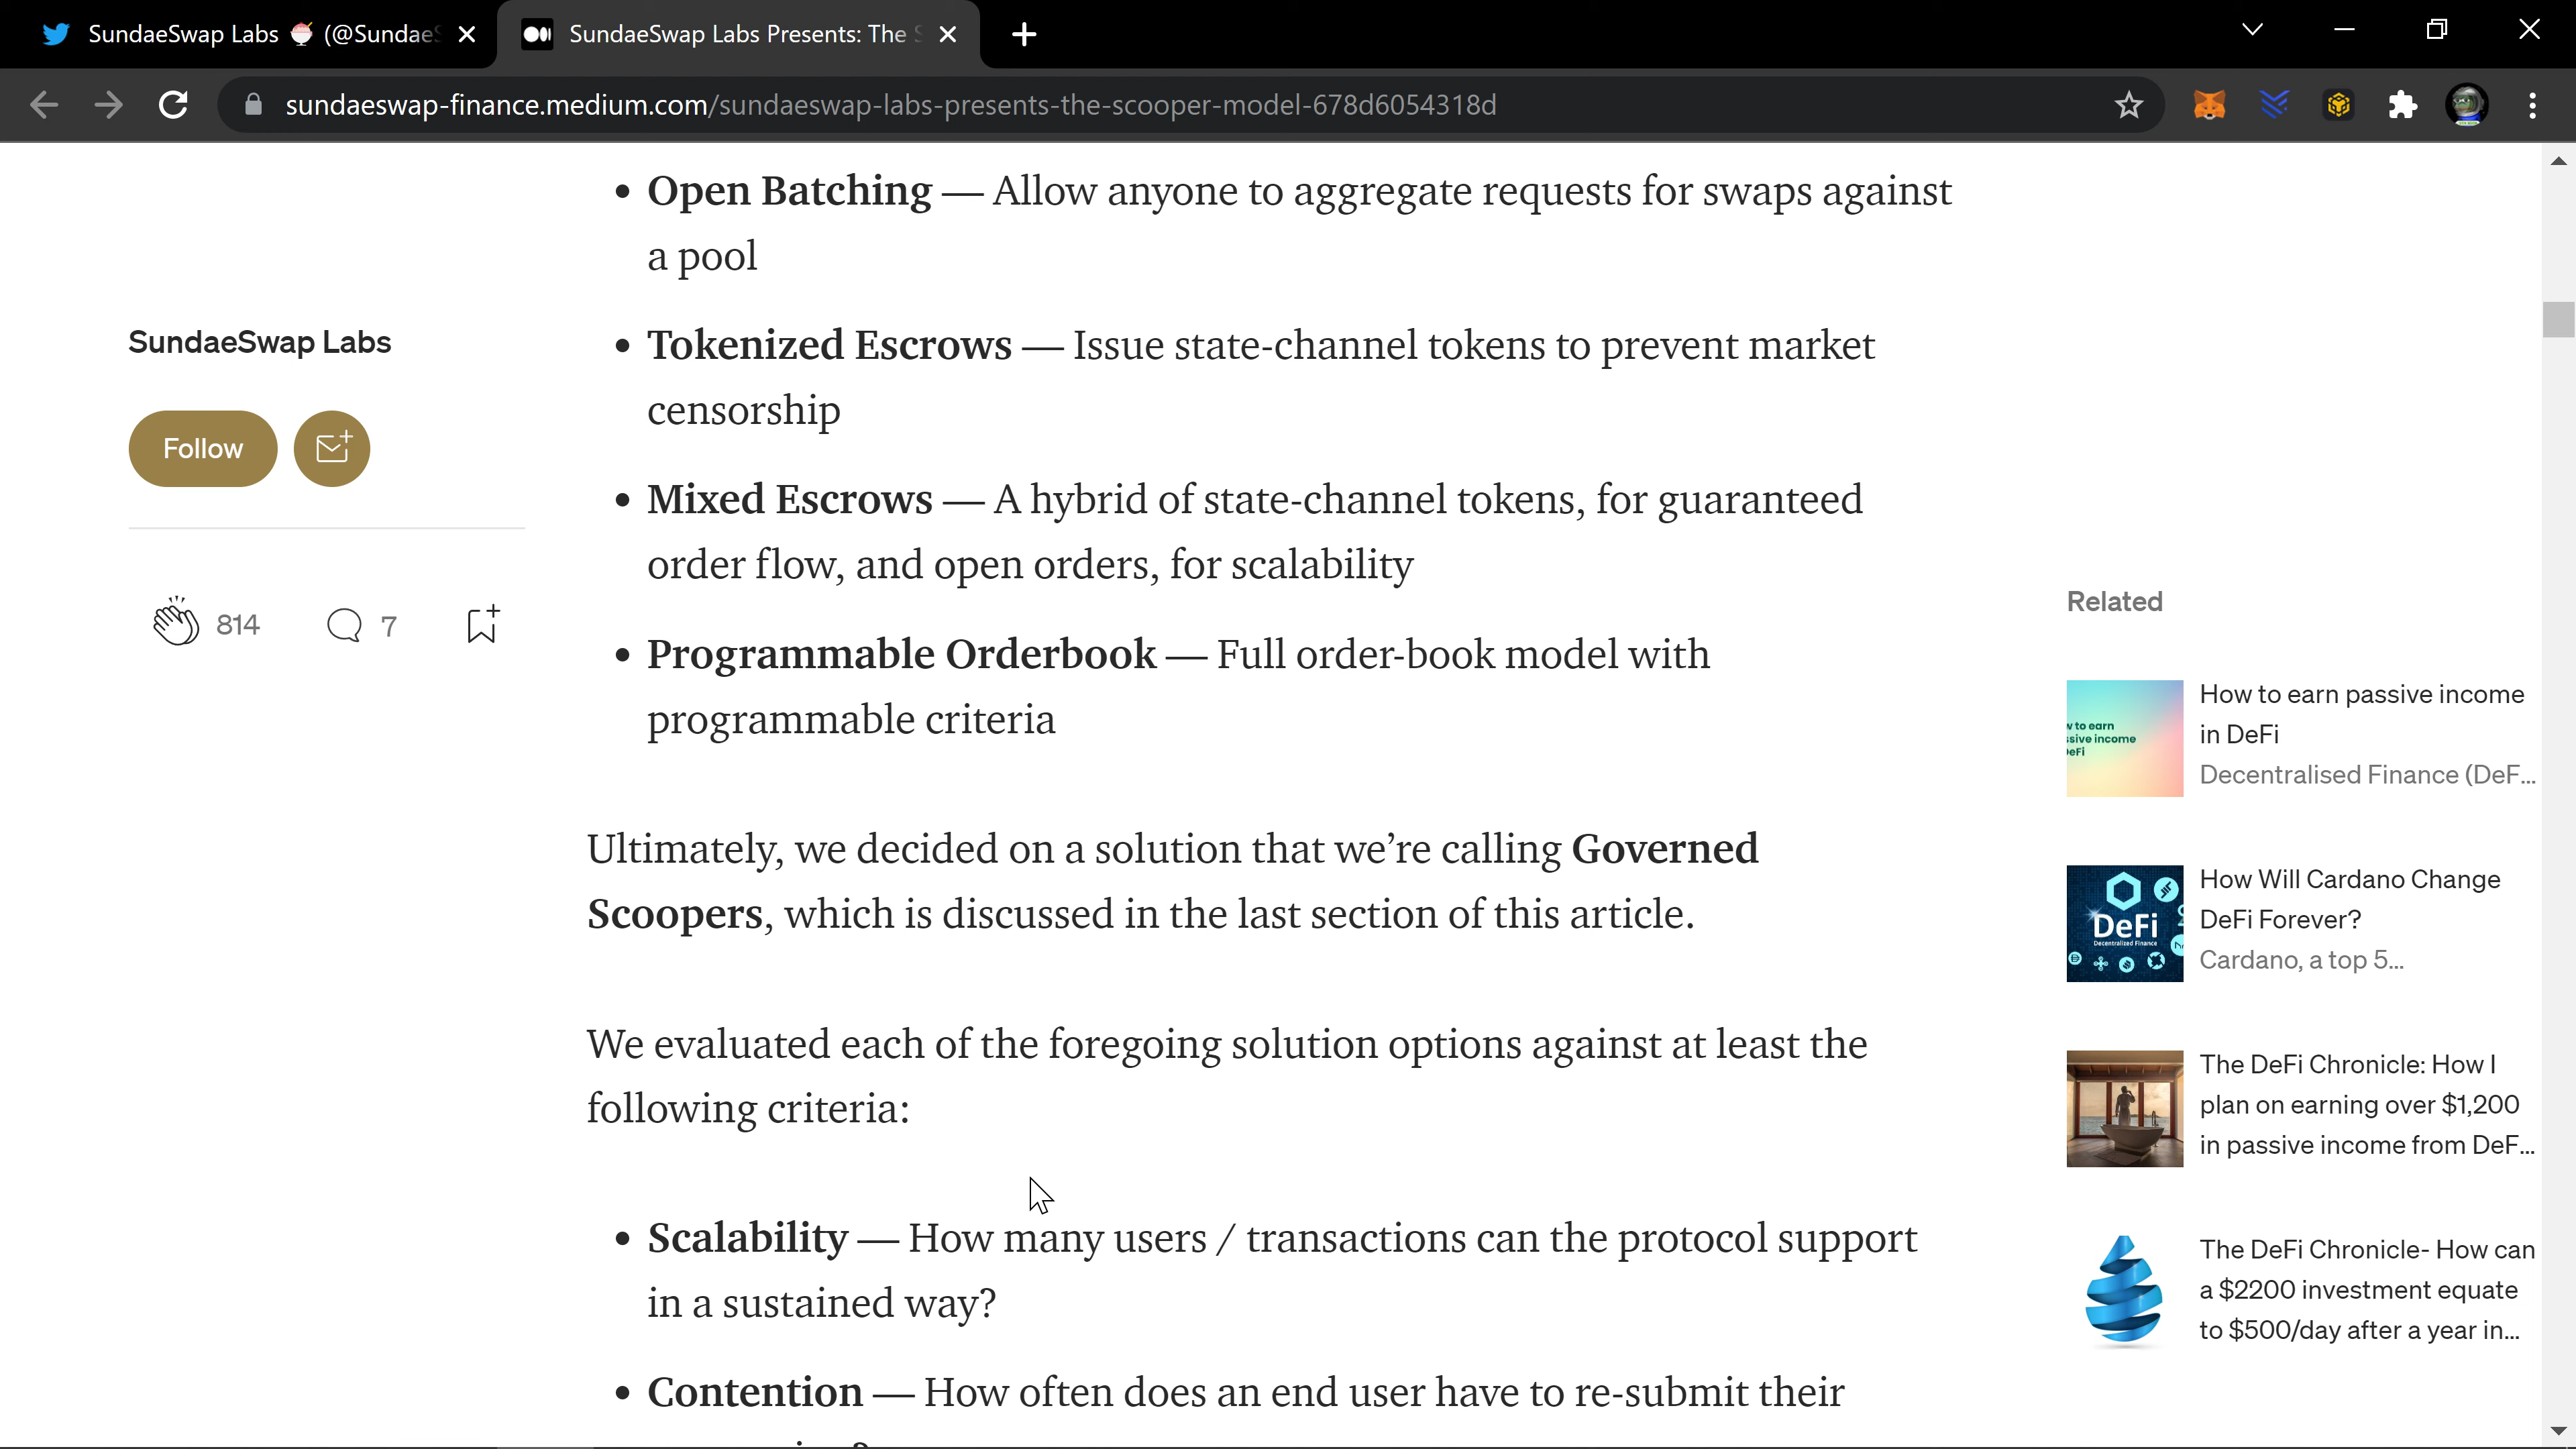 SundaeSwap Labs 🍨 (@SundaeS
SundaeSwap Labs Presents: The S
sundaeswap-finance.medium.com/sundaeswap-labs-presents-the-scooper-model-678d6054318d
• Open Batching — Allow anyone to aggregate requests for swaps against
a pool
• Tokenized Escrows — Issue state-channel tokens to prevent market
censorship
• Mixed Escrows — A hybrid of state-channel tokens, for guaranteed
order flow, and open orders, for scalability
• Programmable Orderbook — Full order-book model with
programmable criteria
Ultimately, we decided on a solution that we’re calling Governed
Scoopers, which is discussed in the last section of this article.
We evaluated each of the foregoing solution options against at least the
following criteria:
• Scalability — How many users / transactions can the protocol support
in a sustained way?
• Contention — How often does an end user have to re-submit their
SundaeSwap Labs
Follow
814
7
Related
w to earn
ssive income
DeFi
How to earn passive income
in DeFi
Decentralised Finance (DeF...
DeFi
Decentralized Finance
How Will Cardano Change
DeFi Forever?
Cardano, a top 5...
The DeFi Chronicle: How I
plan on earning over $1,200
in passive income from DeF...
The DeFi Chronicle- How can
a $2200 investment equate
to $500/day after a year in...